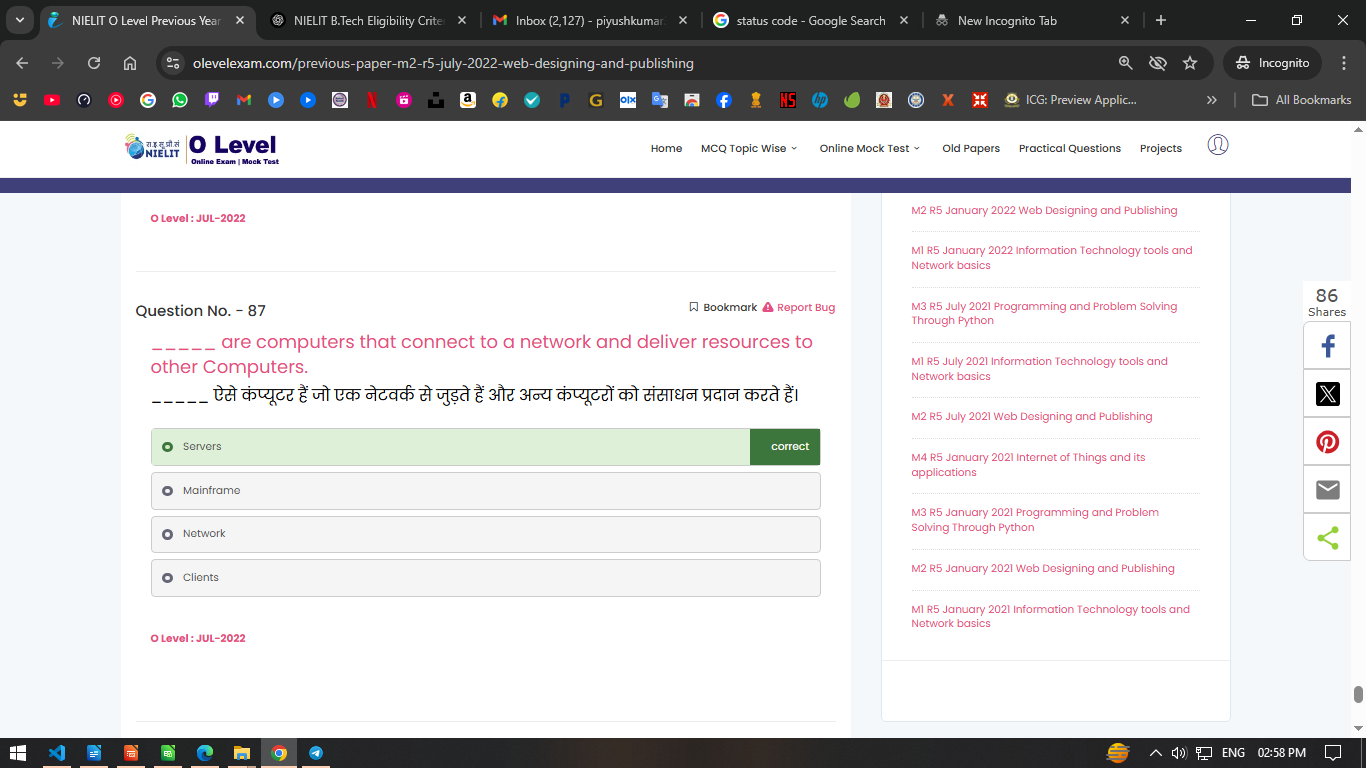 NIELIT O Level Previous Year
NIELIT B.Tech Eligibility Criter
Inbox (2,127) - piyushkumar
status code - Google Search
New Incognito Tab
olevelexam.com/previous-paper-m2-r5-july-2022-web-designing-and-publishing
Incognito
ICG: Preview Applic...
All Bookmarks
रा.इ.सू.प्रौ.सं
NIELIT
O Level
Online Exam | Mock Test
Home
MCQ Topic Wise
Online Mock Test
Old Papers
Practical Questions
Projects
O Level : JUL-2022
Question No. - 87
Bookmark
Report Bug
_____ are computers that connect to a network and deliver resources to
other Computers.
_____ ऐसे कंप्यूटर हैं जो एक नेटवर्क से जुड़ते हैं और अन्य कंप्यूटरों को संसाधन प्रदान करते हैं।
Servers
correct
Mainframe
Network
Clients
O Level : JUL-2022
M2 R5 January 2022 Web Designing and Publishing
M1 R5 January 2022 Information Technology tools and
Network basics
M3 R5 July 2021 Programming and Problem Solving
Through Python
M1 R5 July 2021 Information Technology tools and
Network basics
M2 R5 July 2021 Web Designing and Publishing
M4 R5 January 2021 Internet of Things and its
applications
M3 R5 January 2021 Programming and Problem
Solving Through Python
M2 R5 January 2021 Web Designing and Publishing
M1 R5 January 2021 Information Technology tools and
Network basics
86
Shares
ENG
02:58 PM